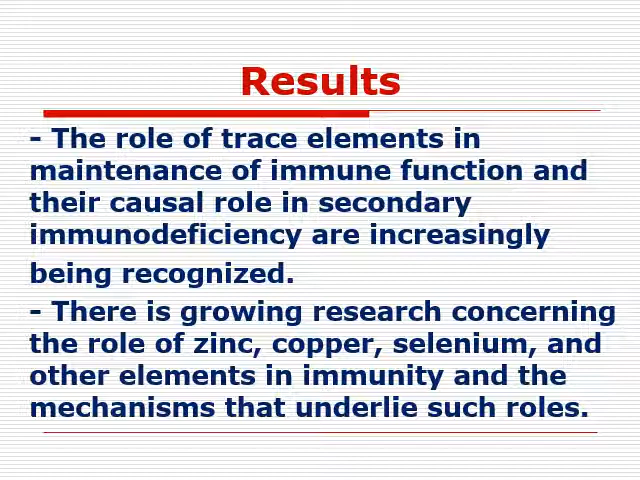 Results
- The role of trace elements in
maintenance of immune function and
their causal role in secondary
immunodeficiency are increasingly
being recognized.
- There is growing research concerning
the role of zinc, copper, selenium, and
other elements in immunity and the
mechanisms that underlie such roles.